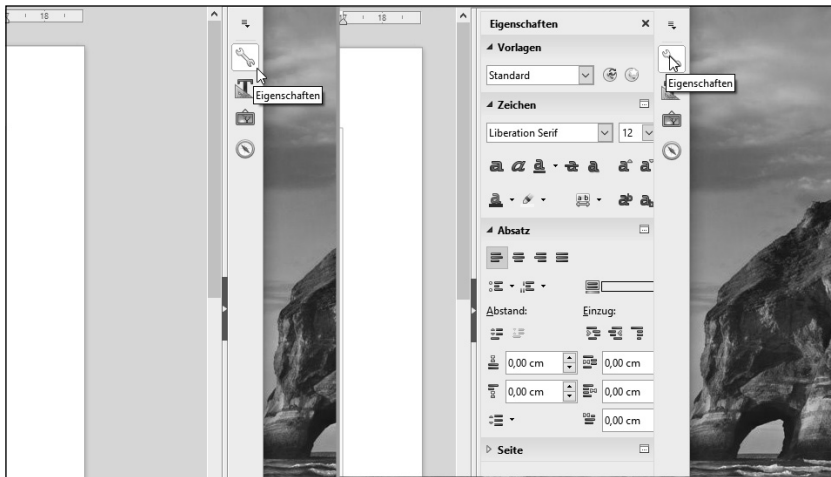 18
Eigenschaften
18
Eigenschaften
Vorlagen
Standard
Eigenschaften
Zeichen
Liberation Serif 12
a a a a a a a
a a b ab a
Absatz
Abstand: Einzug:
0,00 cm 0,00 cm
0,00 cm 0,00 cm
0,00 cm
Seite